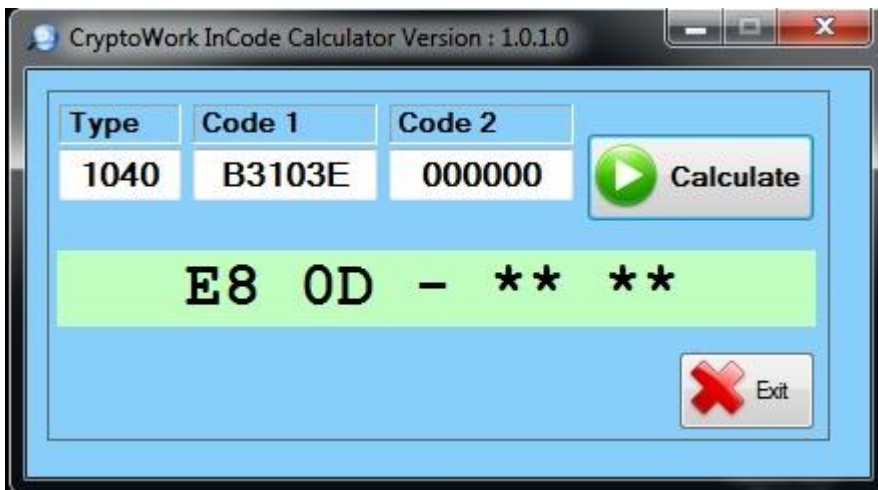 CryptoWork InCode Calculator Version : 1.0.1.0
Type Code 1 Code 2
1040 B3103E 000000 Calculate
E8 0D - ** **
Exit